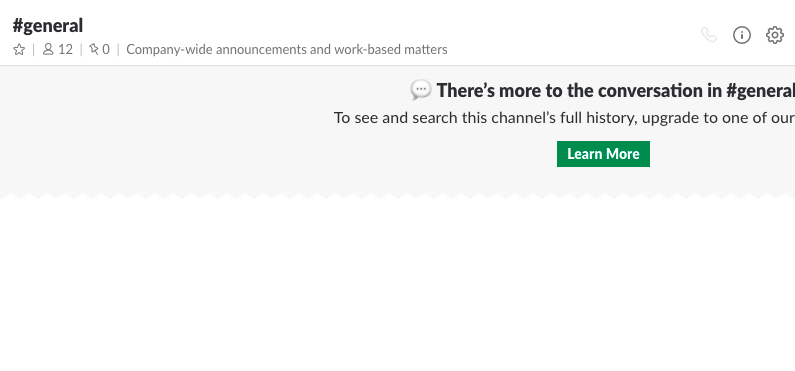 #general
12 | 0 | Company-wide announcements and work-based matters
There's more to the conversation in #general
To see and search this channel's full history, upgrade to one of our
Learn More